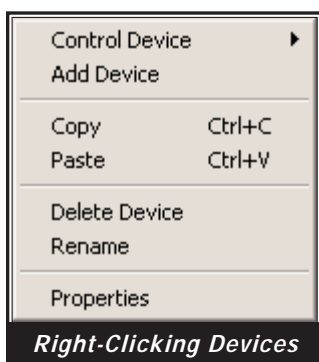 Control Device
Add Device
Copy Ctrl+C
Paste Ctrl+V
Delete Device
Rename
Properties
Right-Clicking Devices